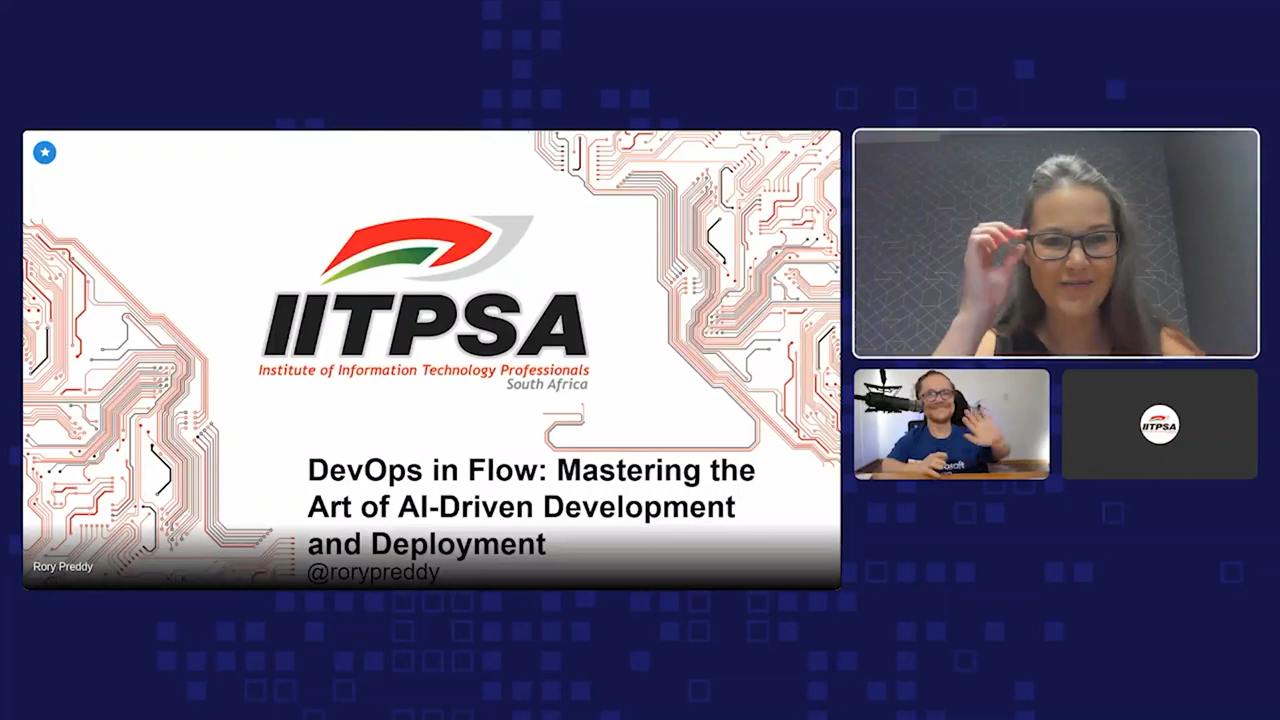 IITPSA
Institute of Information Technology Professionals
South Africa
DevOps in Flow: Mastering the
Art of AI-Driven Development
and Deployment
@rorypreddy
Rory Preddy
IITPSA